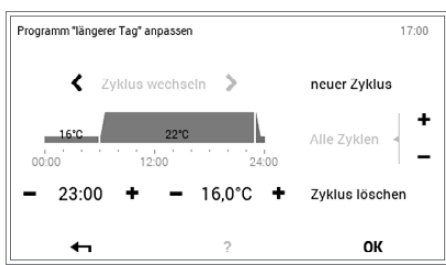 Programm "längerer Tag" anpassen 17:00
Zyklus wechseln neuer Zyklus
16°C 22°C
Alle Zyklen
00:00 12:00 24:00
− 23:00 + − 16,0°C + Zyklus löschen
? OK